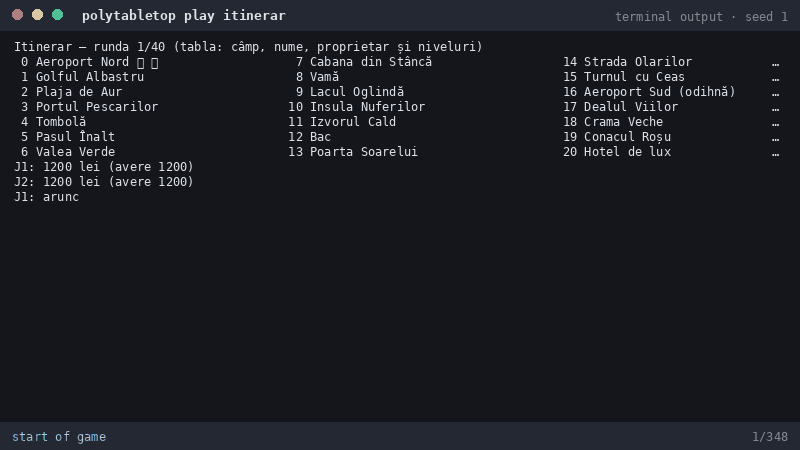 polytabletop play itinerar
terminal output · seed 1
Itinerar — runda 1/40 (tabla: câmp, nume, proprietar și niveluri)
0 Aeroport Nord 7 Cabana din Stâncă 14 Strada Olarilor …
1 Golful Albastru 8 Vamă 15 Turnul cu Ceas …
2 Plaja de Aur 9 Lacul Oglindă 16 Aeroport Sud (odihnă) …
3 Portul Pescarilor 10 Insula Nuferilor 17 Dealul Viilor …
4 Tombolă 11 Izvorul Cald 18 Crama Veche …
5 Pasul Înalt 12 Bac 19 Conacul Roșu …
6 Valea Verde 13 Poarta Soarelui 20 Hotel de lux …
J1: 1200 lei (avere 1200)
J2: 1200 lei (avere 1200)
J1: arunc
start of game
1/348